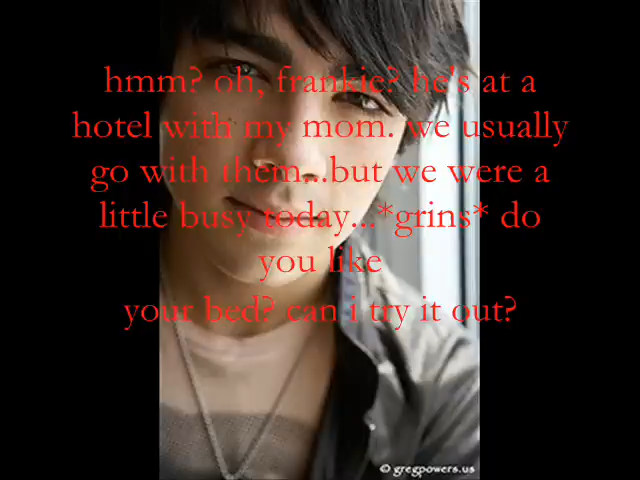 hmm? oh, frankie? he's at a
hotel with my mom. we usually
go with them...but we were a
little busy today...*grins* do
you like
your bed? can i try it out?
© gregpowers.us